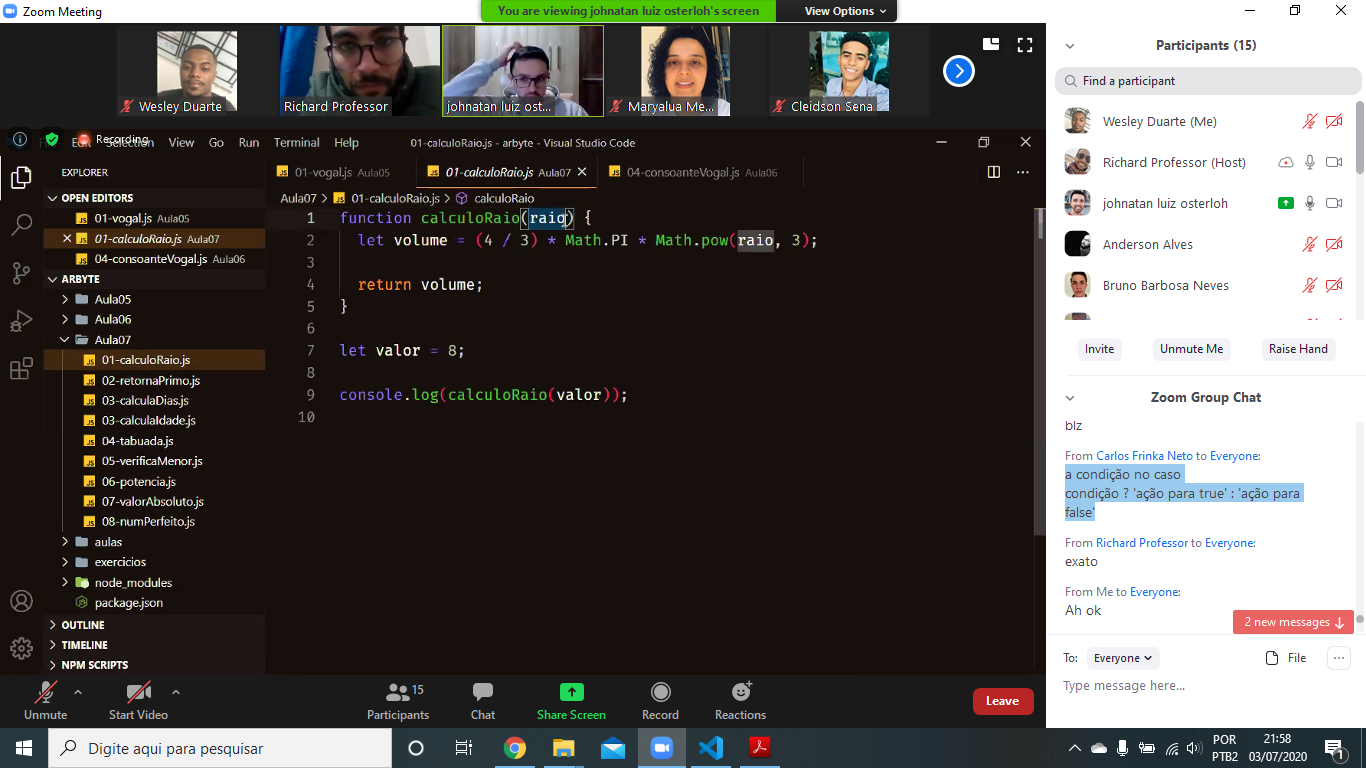 Zoom Meeting
You are viewing johnatan luiz osterloh's screen
View Options
Wesley Duarte
Richard Professor
johnatan luiz ost...
Maryalua Me...
Cleidson Sena
Recording
Edit Selection View Go Run Terminal Help
01-calculoRaio.js - arbyte - Visual Studio Code
EXPLORER
OPEN EDITORS
01-vogal.js Aula05
01-calculoRaio.js Aula07
04-consoanteVogal.js Aula06
ARBYTE
Aula05
Aula06
Aula07
01-calculoRaio.js
02-retornaPrimo.js
03-calculaDias.js
03-calculaIdade.js
04-tabuada.js
05-verificaMenor.js
06-potencia.js
07-valorAbsoluto.js
08-numPerfeito.js
aulas
exercicios
node_modules
package.json
OUTLINE
TIMELINE
NPM SCRIPTS
01-vogal.js Aula05
01-calculoRaio.js Aula07
04-consoanteVogal.js Aula06
Aula07 > 01-calculoRaio.js > calculoRaio
1 function calculoRaio(raio) {
2 let volume = (4 / 3) * Math.PI * Math.pow(raio, 3);
3
4 return volume;
5 }
6
7 let valor = 8;
8
9 console.log(calculoRaio(valor));
10
Participants (15)
Find a participant
Wesley Duarte (Me)
Richard Professor (Host)
johnatan luiz osterloh
Anderson Alves
Bruno Barbosa Neves
Invite
Unmute Me
Raise Hand
Zoom Group Chat
blz
From Carlos Frinka Neto to Everyone:
a condição no caso
condição ? 'ação para true' : 'ação para
false'
From Richard Professor to Everyone:
exato
From Me to Everyone:
Ah ok
2 new messages
To: Everyone
File
Type message here...
Unmute
Start Video
15
Participants
Chat
Share Screen
Record
Reactions
Leave
Digite aqui para pesquisar
POR
PTB2
21:58
03/07/2020
1